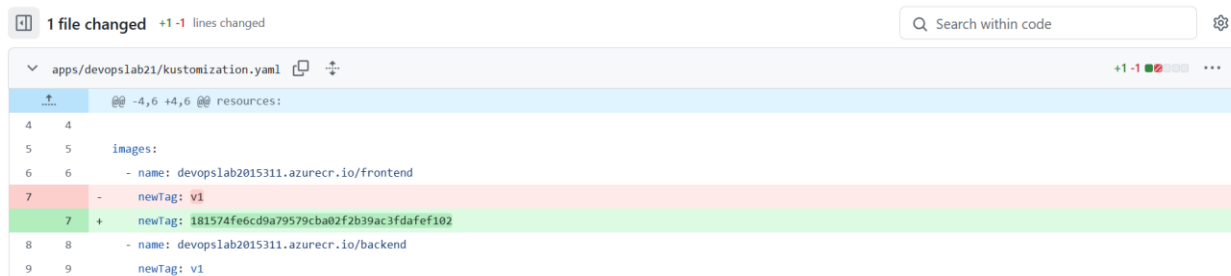 1 file changed +1 -1 lines changed
Search within code
apps/devopslab21/kustomization.yaml
+1 -1
@@ -4,6 +4,6 @@ resources:
4 4
5 5 images:
6 6 - name: devopslab2015311.azurecr.io/frontend
7 - newTag: v1
7 + newTag: 181574fe6cd9a79579cba02f2b39ac3fdafef102
8 8 - name: devopslab2015311.azurecr.io/backend
9 9 newTag: v1